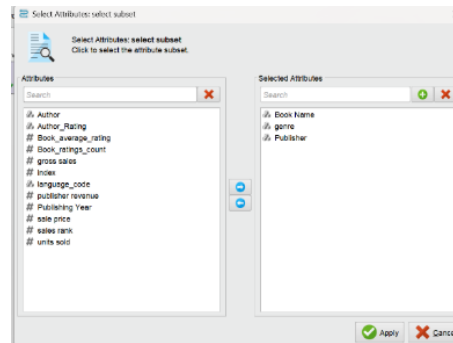 Select Attributes: select subset
Select Attributes: select subset
Click to select the attribute subset.
Attributes
Search
Author
Author_Rating
# Book_average_rating
# Book_ratings_count
# gross sales
# index
language_code
# publisher revenue
# Publishing Year
# sale price
# sales rank
# units sold
Selected Attributes
Search
Book Name
genre
Publisher
Apply
Cance